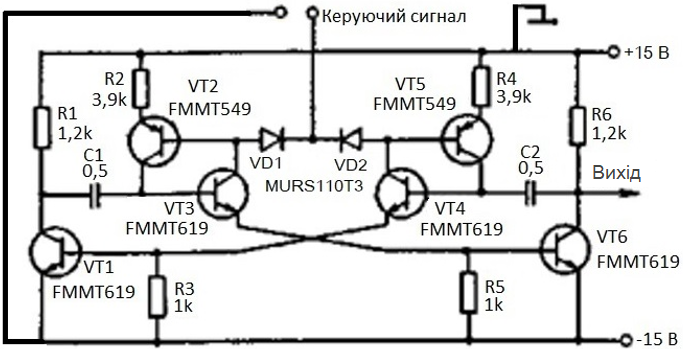 Керуючий сигнал
+15 В
R2
3,9k
VT2
FMMT549
VT5
FMMT549
R4
3,9k
R1
1,2k
R6
1,2k
C1
0,5
VD1
VD2
MURS110T3
C2
0,5
Вихід
VT3
FMMT619
VT4
FMMT619
VT1
FMMT619
VT6
FMMT619
R3
1k
R5
1k
-15 В